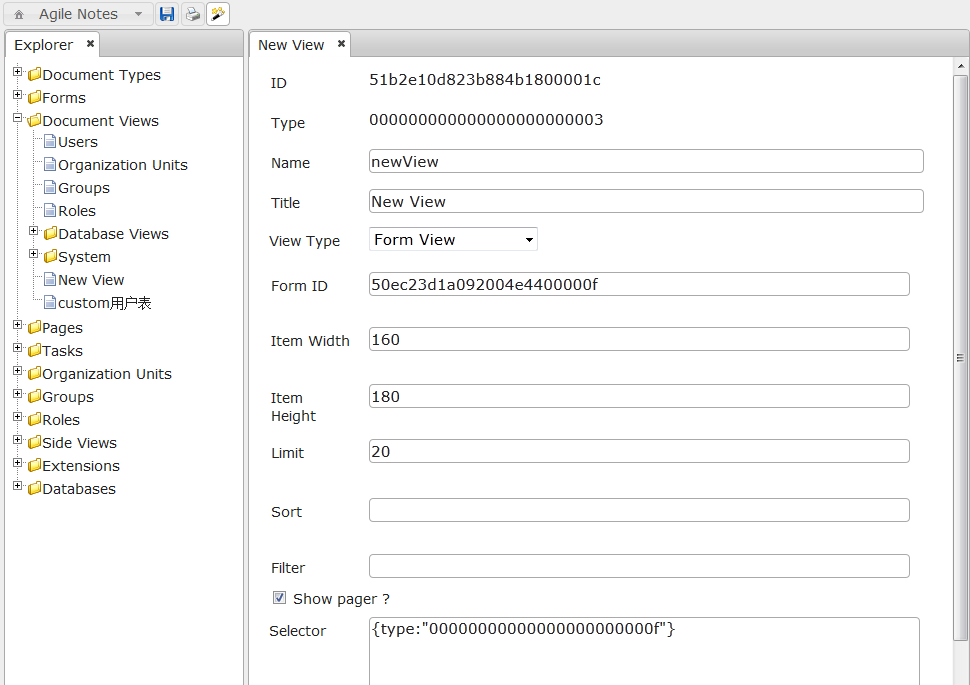 Agile Notes
Explorer
Document Types
Forms
Document Views
Users
Organization Units
Groups
Roles
Database Views
System
New View
custom用户表
Pages
Tasks
Organization Units
Groups
Roles
Side Views
Extensions
Databases
New View
ID 51b2e10d823b884b1800001c
Type 000000000000000000000003
Name newView
Title New View
View Type Form View
Form ID 50ec23d1a092004e4400000f
Item Width 160
Item Height 180
Limit 20
Sort
Filter
Show pager ?
Selector {type:"00000000000000000000000f"}